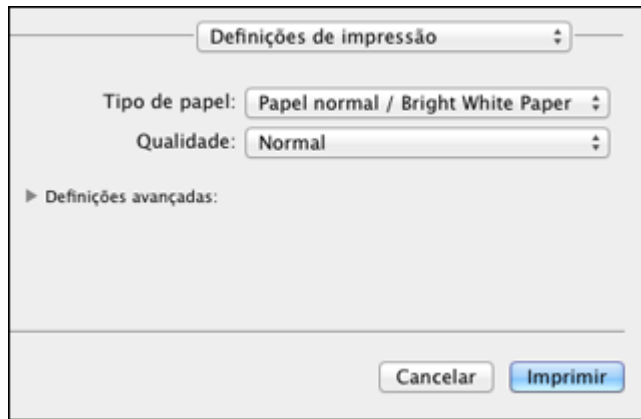 Definições de impressão
Tipo de papel: Papel normal / Bright White Paper
Qualidade: Normal
Definições avançadas:
Cancelar Imprimir